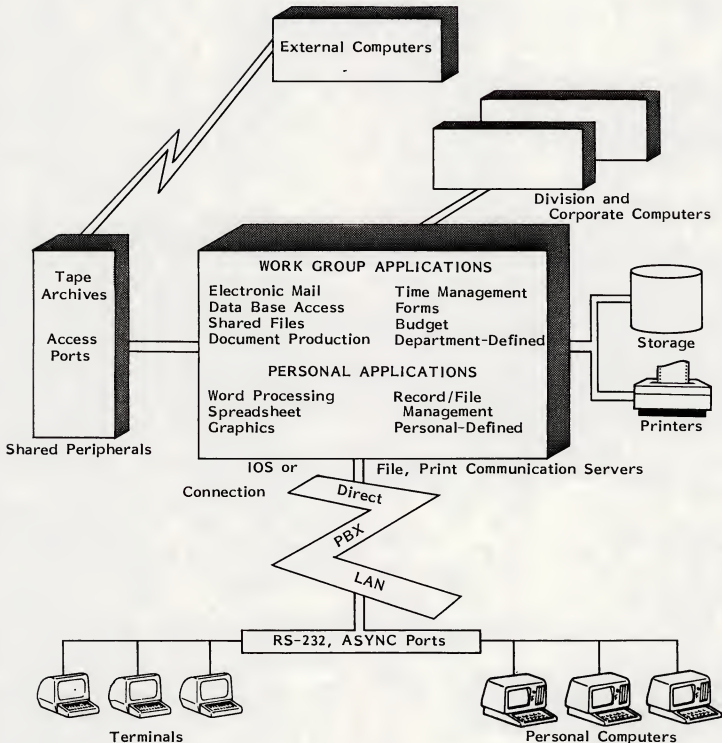 External Computers
Division and
Corporate Computers
Tape
Archives
Access
Ports
Shared Peripherals
WORK GROUP APPLICATIONS
Electronic Mail
Data Base Access
Shared Files
Document Production
Time Management
Forms
Budget
Department-Defined
PERSONAL APPLICATIONS
Word Processing
Spreadsheet
Graphics
Record/File
Management
Personal-Defined
Storage
Printers
IOS or
File, Print Communication Servers
Connection
Direct
PBX
LAN
RS-232, ASYNC Ports
Terminals
Personal Computers